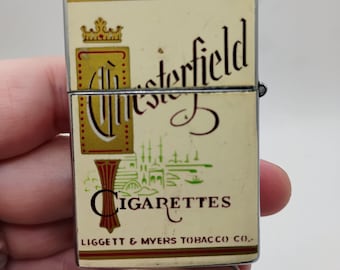 Chesterfield
CIGARETTES
LIGGETT & MYERS TOBACCO CO.